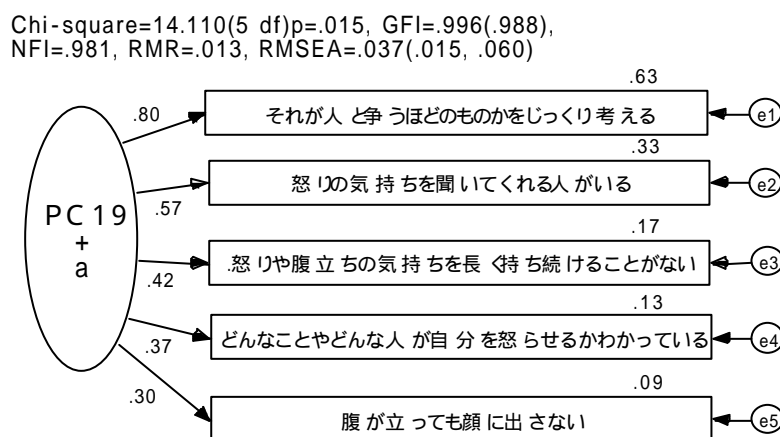 Chi-square=14.110(5 df)p=.015, GFI=.996(.988),
NFI=.981, RMR=.013, RMSEA=.037(.015, .060)
.63
.80
それが人と争うほどのものかをじっくり考える
e1
.33
怒りの気持ちを聞いてくれる人がいる
e2
.57
PC19
+
a
.17
.怒りや腹立ちの気持ちを長く持ち続けることがない
e3
.42
.13
どんなことやどんな人が自分を怒らせるかわかっている
e4
.37
.30
.09
腹が立っても顔に出さない
e5